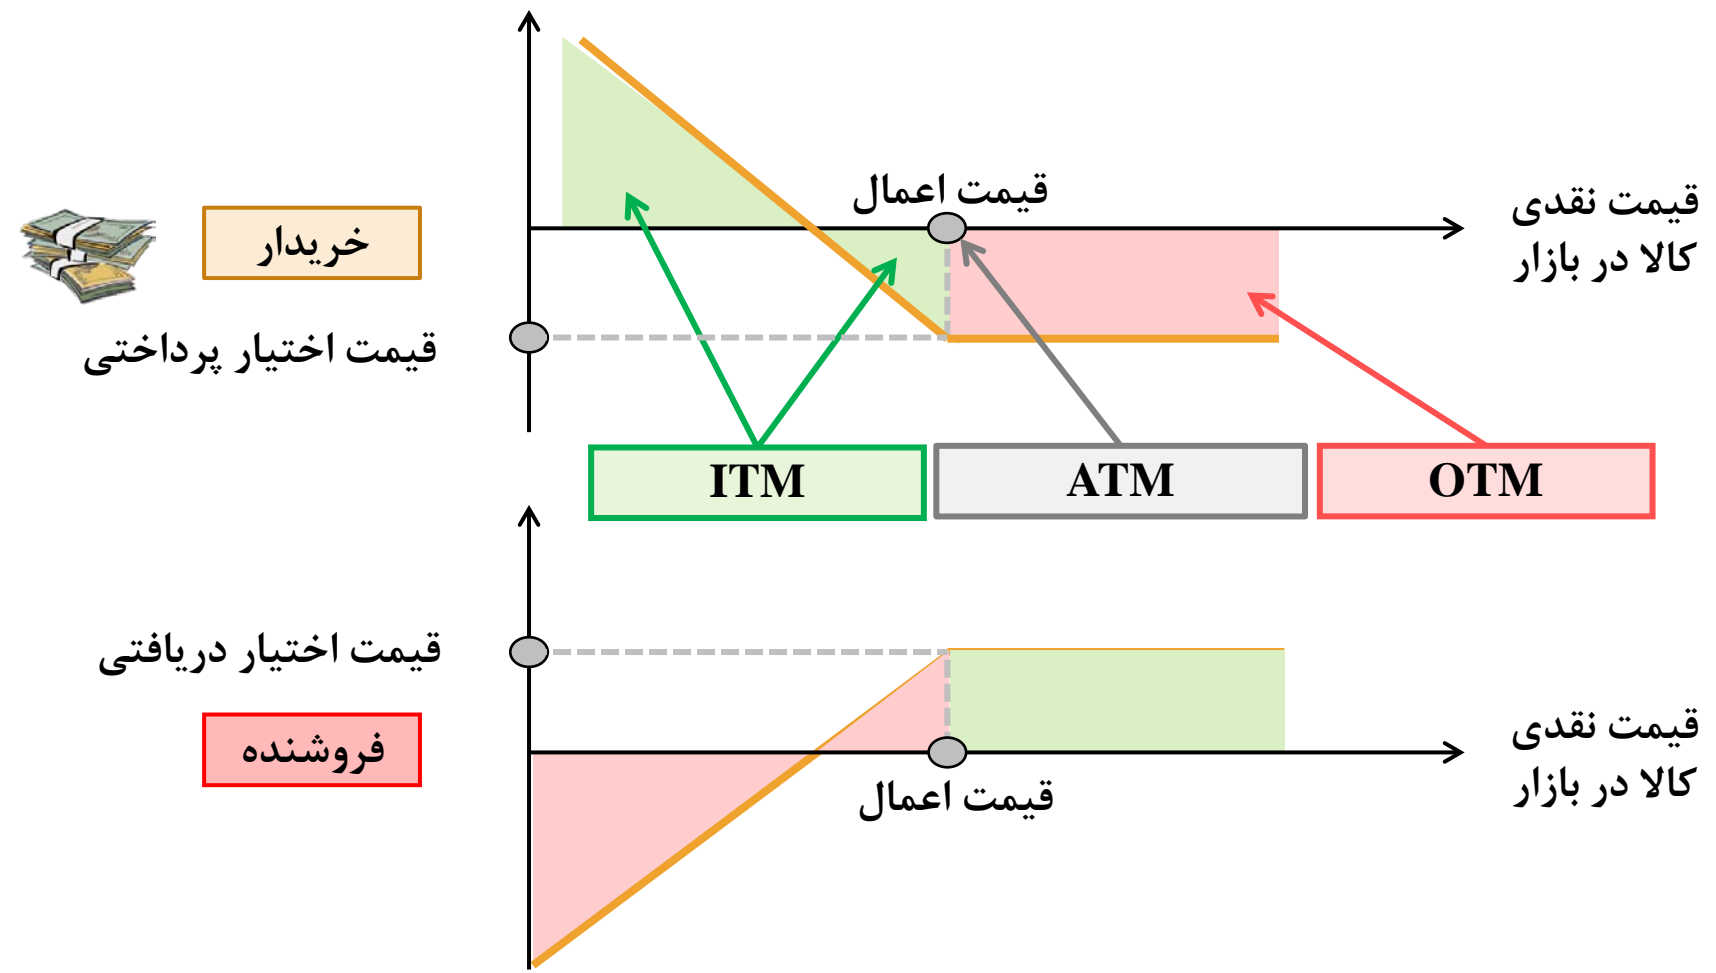 قیمت اعمال
قیمت نقدی
کالا در بازار
خریدار
قیمت اختیار پرداختی
ITM
ATM
OTM
قیمت اختیار دریافتی
فروشنده
قیمت نقدی
کالا در بازار
قیمت اعمال